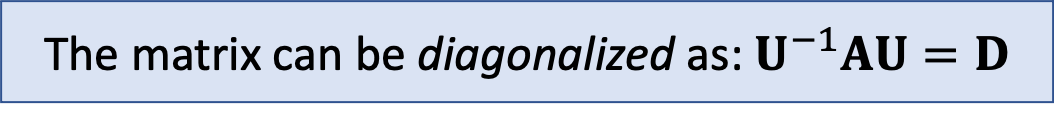 The matrix can be diagonalized as: U⁻¹AU = D